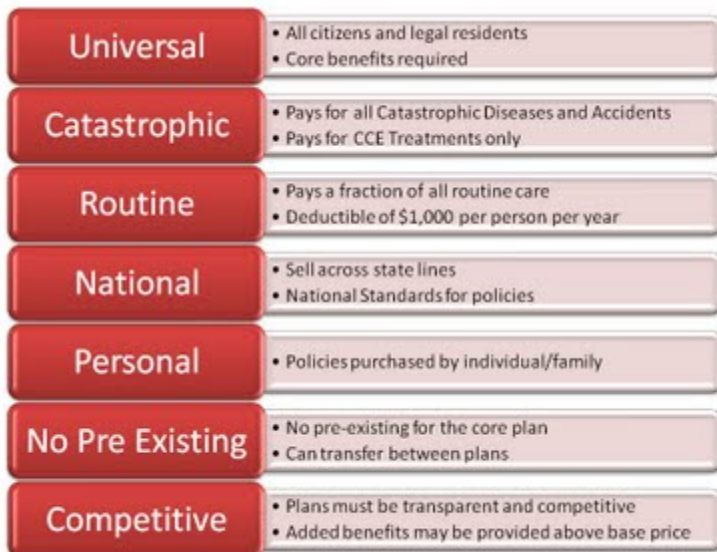 Universal
• All citizens and legal residents
• Core benefits required
Catastrophic
• Pays for all Catastrophic Diseases and Accidents
• Pays for CCE Treatments only
Routine
• Pays a fraction of all routine care
• Deductible of $1,000 per person per year
National
• Sell across state lines
• National Standards for policies
Personal
• Policies purchased by individual/family
No Pre Existing
• No pre-existing for the core plan
• Can transfer between plans
Competitive
• Plans must be transparent and competitive
• Added benefits may be provided above base price